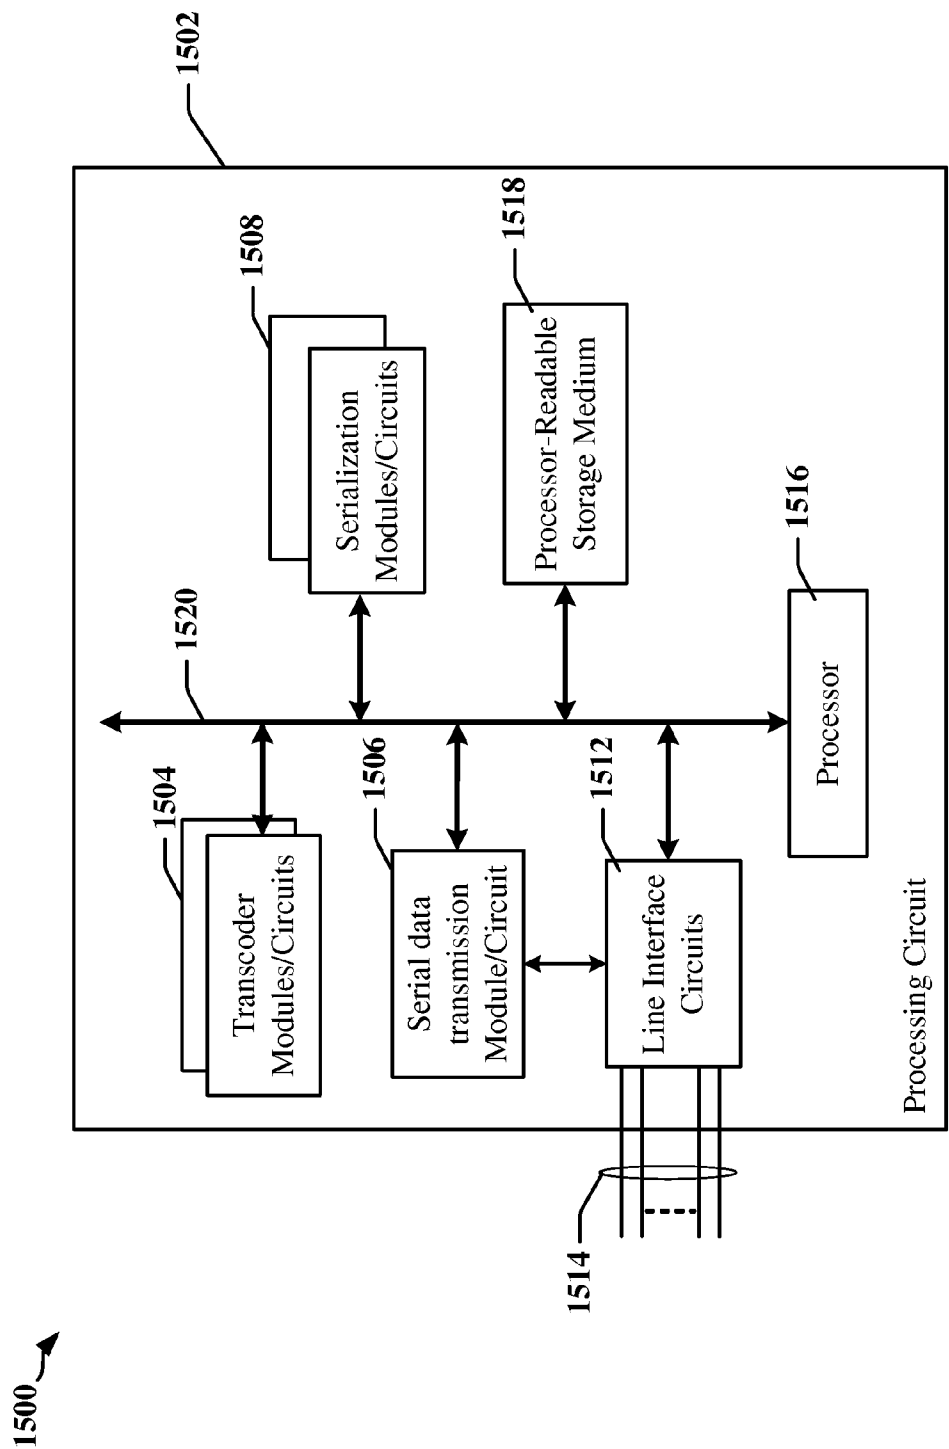 1500
1502
1504
Transcoder
Modules/Circuits
1520
1508
Serialization
Modules/Circuits
1506
Serial data
transmission
Module/Circuit
1518
Processor-Readable
Storage Medium
1514
1512
Line Interface
Circuits
1516
Processor
Processing Circuit